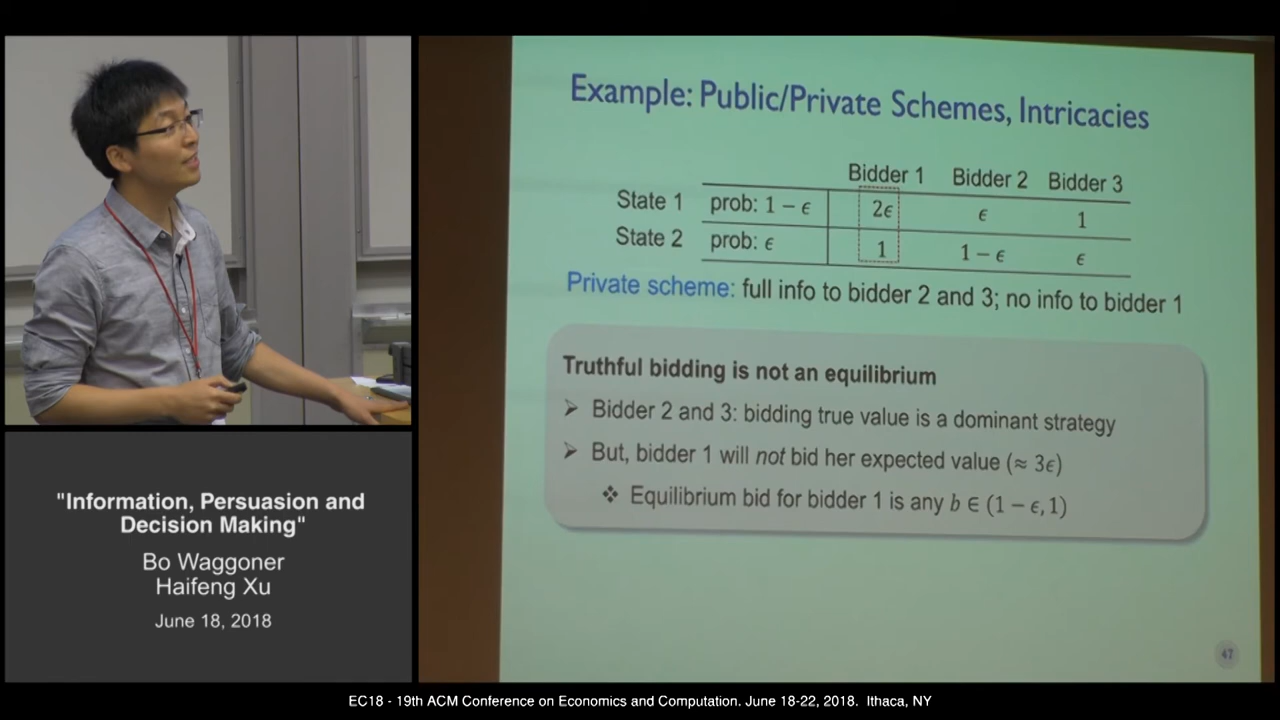 Example: Public/Private Schemes, Intricacies
Bidder 1 Bidder 2 Bidder 3
State 1 prob: 1 − ϵ 2ϵ ϵ 1
State 2 prob: ϵ 1 1 − ϵ ϵ
Private scheme: full info to bidder 2 and 3; no info to bidder 1
Truthful bidding is not an equilibrium
➢ Bidder 2 and 3: bidding true value is a dominant strategy
➢ But, bidder 1 will not bid her expected value (≈ 3ϵ)
❖ Equilibrium bid for bidder 1 is any b ∈ (1 − ϵ, 1)
47
"Information, Persuasion and
Decision Making"
Bo Waggoner
Haifeng Xu
June 18, 2018
EC18 - 19th ACM Conference on Economics and Computation. June 18-22, 2018. Ithaca, NY